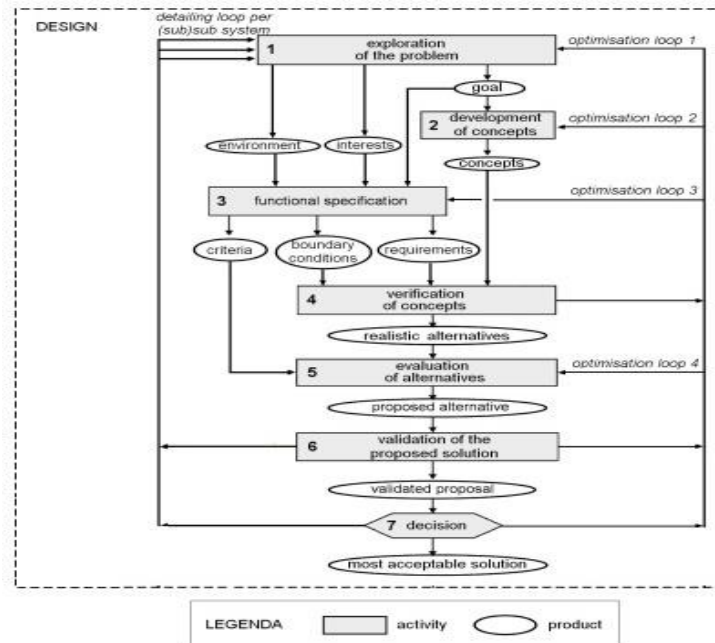 DESIGN
detailing loop per
(sub)sub system
1 exploration
of the problem
optimisation loop 1
goal
2 development
of concepts
optimisation loop 2
environment
interests
concepts
3 functional specification
optimisation loop 3
criteria
boundary
conditions
requirements
4 verification
of concepts
realistic alternatives
5 evaluation
of alternatives
optimisation loop 4
proposed alternative
6 validation of the
proposed solution
validated proposal
7 decision
most acceptable solution
LEGENDA
activity
product